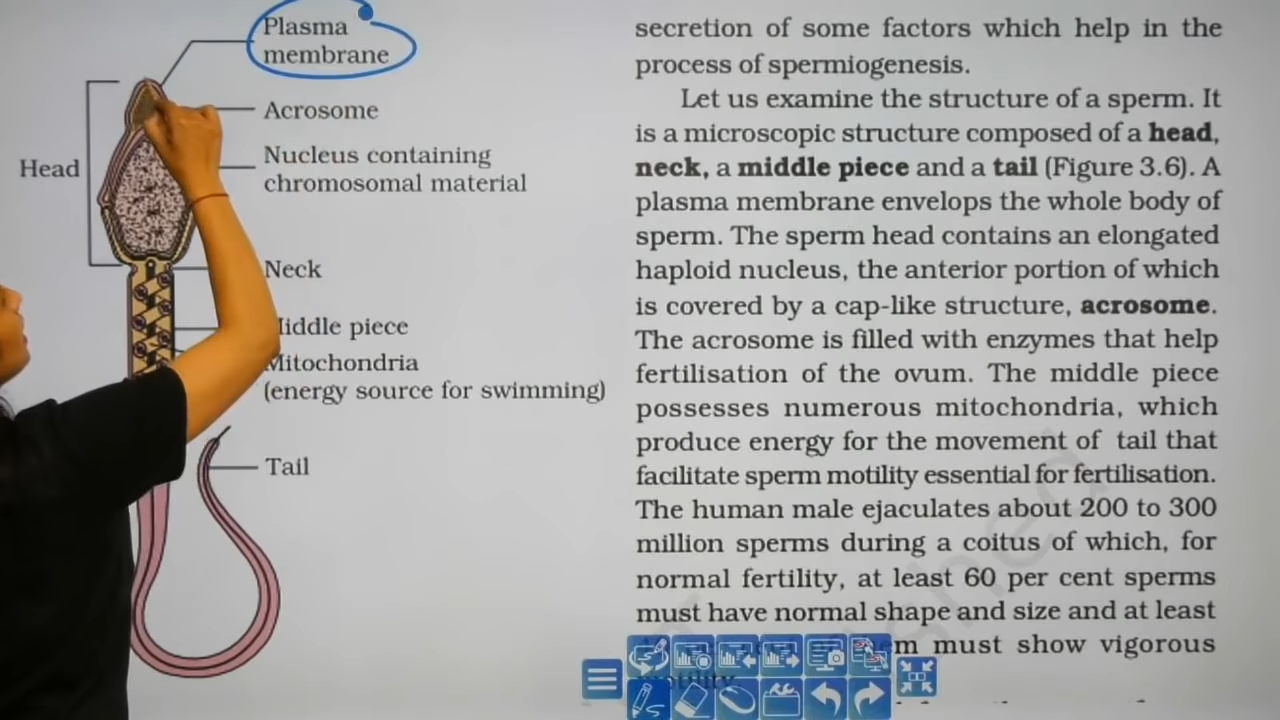 Plasma
membrane
Acrosome
Head
Nucleus containing
chromosomal material
Neck
Middle piece
Mitochondria
(energy source for swimming)
Tail
secretion of some factors which help in the
process of spermiogenesis.
Let us examine the structure of a sperm. It
is a microscopic structure composed of a head,
neck, a middle piece and a tail (Figure 3.6). A
plasma membrane envelops the whole body of
sperm. The sperm head contains an elongated
haploid nucleus, the anterior portion of which
is covered by a cap-like structure, acrosome.
The acrosome is filled with enzymes that help
fertilisation of the ovum. The middle piece
possesses numerous mitochondria, which
produce energy for the movement of tail that
facilitate sperm motility essential for fertilisation.
The human male ejaculates about 200 to 300
million sperms during a coitus of which, for
normal fertility, at least 60 per cent sperms
must have normal shape and size and at least
must show vigorous
motility